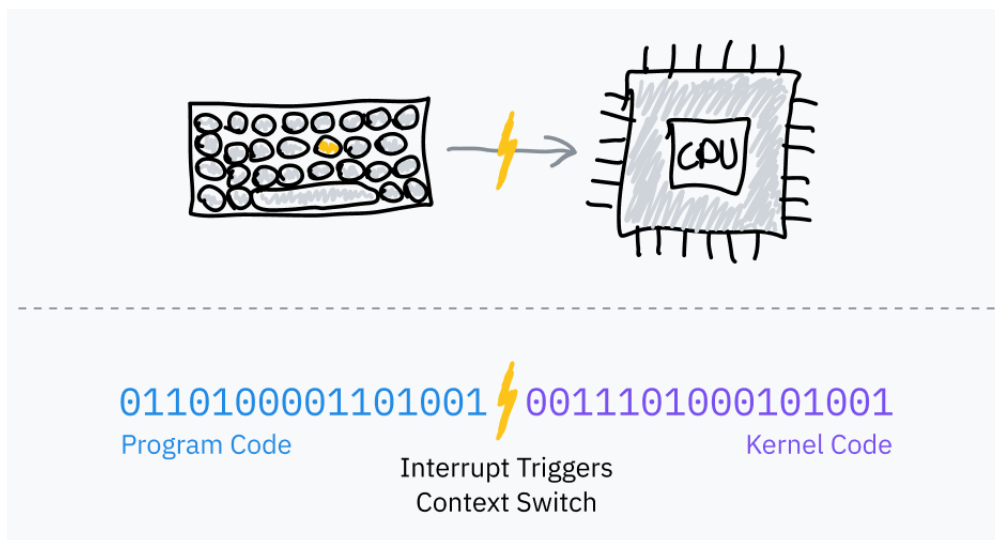 CPU
0110100001101001
0011101000101001
Program Code
Kernel Code
Interrupt Triggers
Context Switch